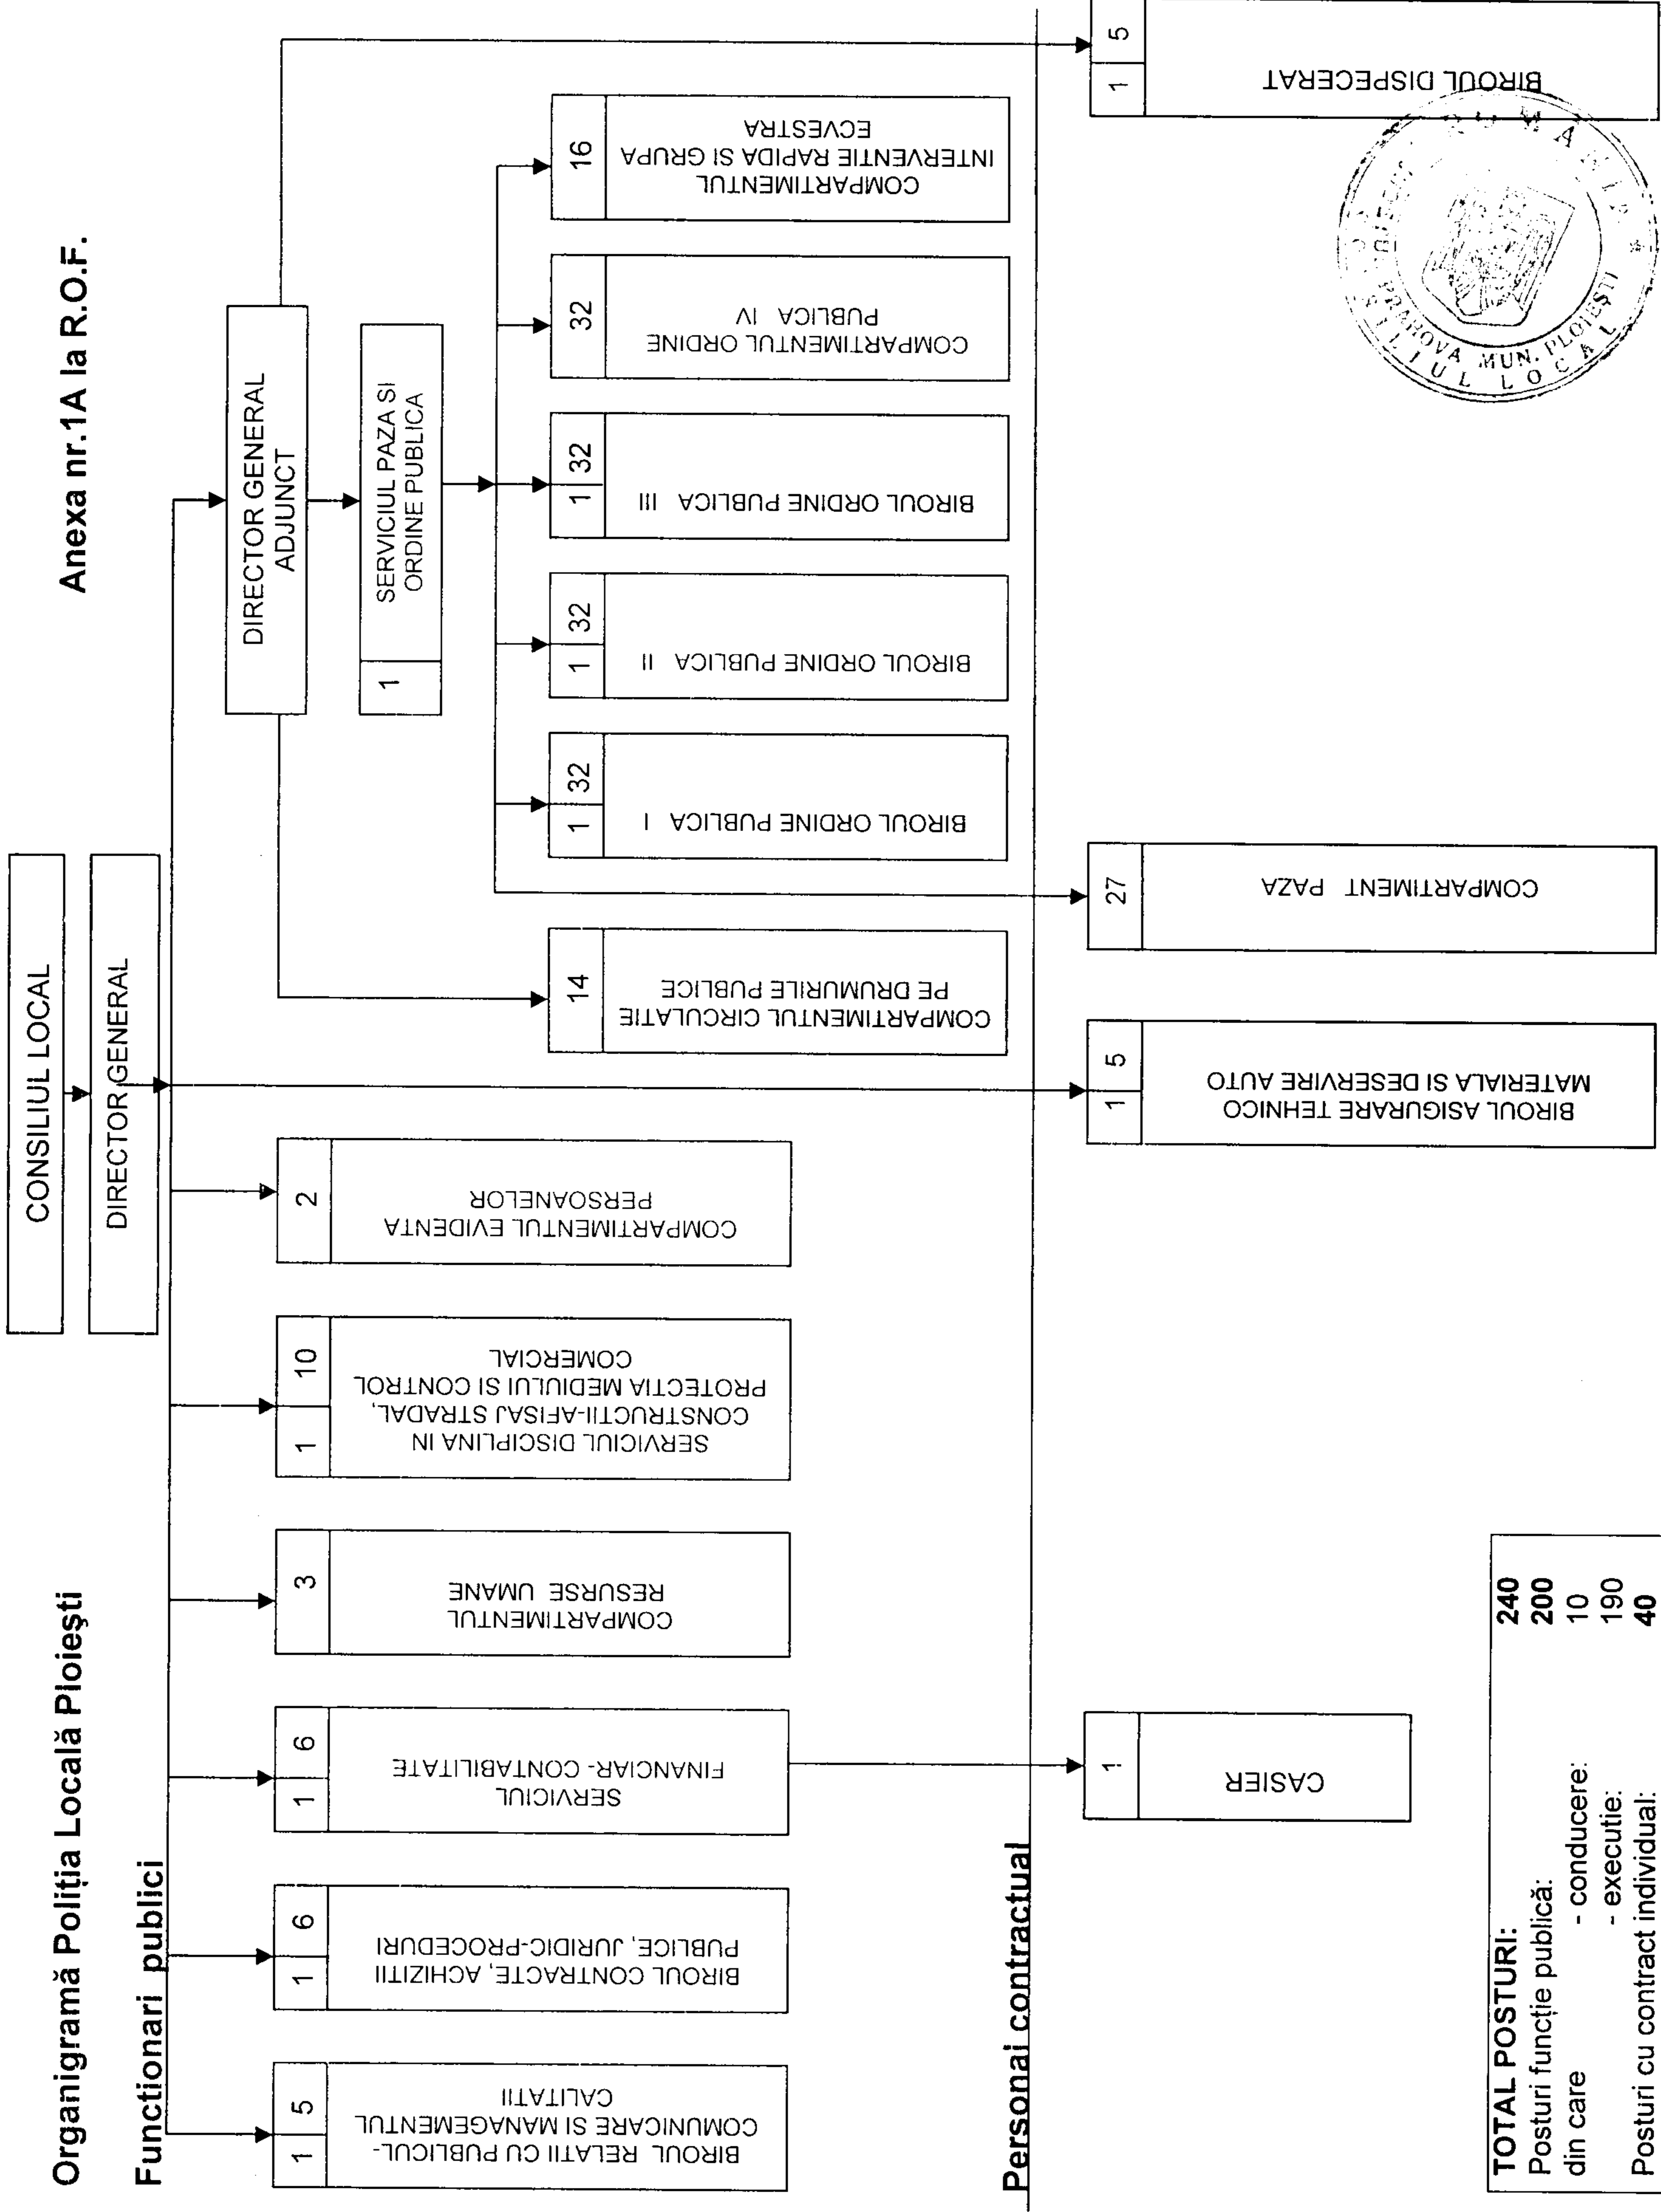 Organigramă Poliția Locală Ploiești
Anexa nr.1A la R.O.F.
CONSILIUL LOCAL
DIRECTOR GENERAL
Functionari publici
DIRECTOR GENERAL
ADJUNCT
1
SERVICIUL PAZA SI
ORDINE PUBLICA
1 5
BIROUL RELATII CU PUBLICUL-
COMUNICARE SI MANAGEMENTUL
CALITATII
1 6
BIROUL CONTRACTE, ACHIZITII
PUBLICE, JURIDIC-PROCEDURI
1 6
SERVICIUL
FINANCIAR- CONTABILITATE
3
COMPARTIMENTUL
RESURSE UMANE
1 10
SERVICIUL DISCIPLINA IN
CONSTRUCTII-AFISAJ STRADAL,
PROTECTIA MEDIULUI SI CONTROL
COMERCIAL
2
COMPARTIMENTUL EVIDENTA
PERSOANELOR
14
COMPARTIMENTUL CIRCULATIE
PE DRUMURILE PUBLICE
1 32
BIROUL ORDINE PUBLICA I
1 32
BIROUL ORDINE PUBLICA II
1 32
BIROUL ORDINE PUBLICA III
32
COMPARTIMENTUL ORDINE
PUBLICA IV
16
COMPARTIMENTUL
INTERVENTIE RAPIDA SI GRUPA
ECVESTRA
Personal contractual
1
CASIER
1 5
BIROUL ASIGURARE TEHNICO
MATERIALA SI DESERVIRE AUTO
27
COMPARTIMENT PAZA
1 5
BIROUL DISPECERAT
TOTAL POSTURI: 240
Posturi funcție publică: 200
din care - conducere: 10
- executie: 190
Posturi cu contract individual: 40
ROMANIA
PRAHOVA MUN. PLOIEȘTI
LOCAL